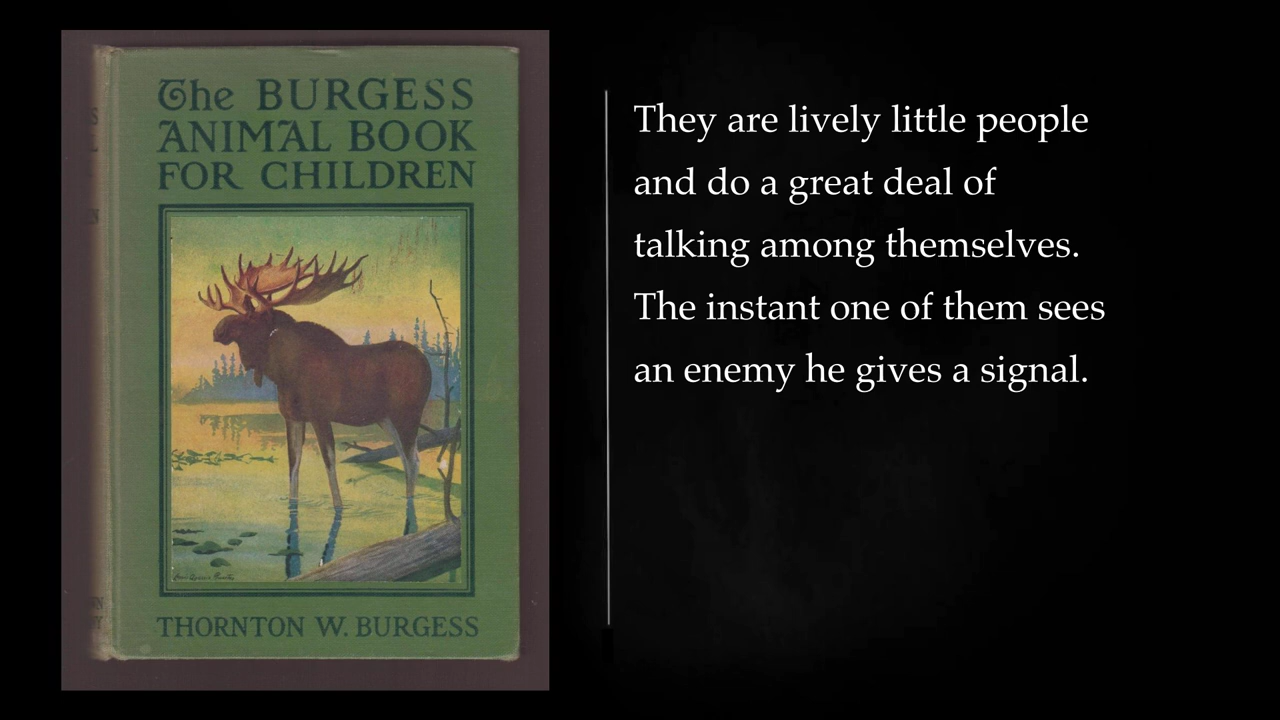 The BURGESS
ANIMAL BOOK
FOR CHILDREN
THORNTON W. BURGESS
They are lively little people
and do a great deal of
talking among themselves.
The instant one of them sees
an enemy he gives a signal.